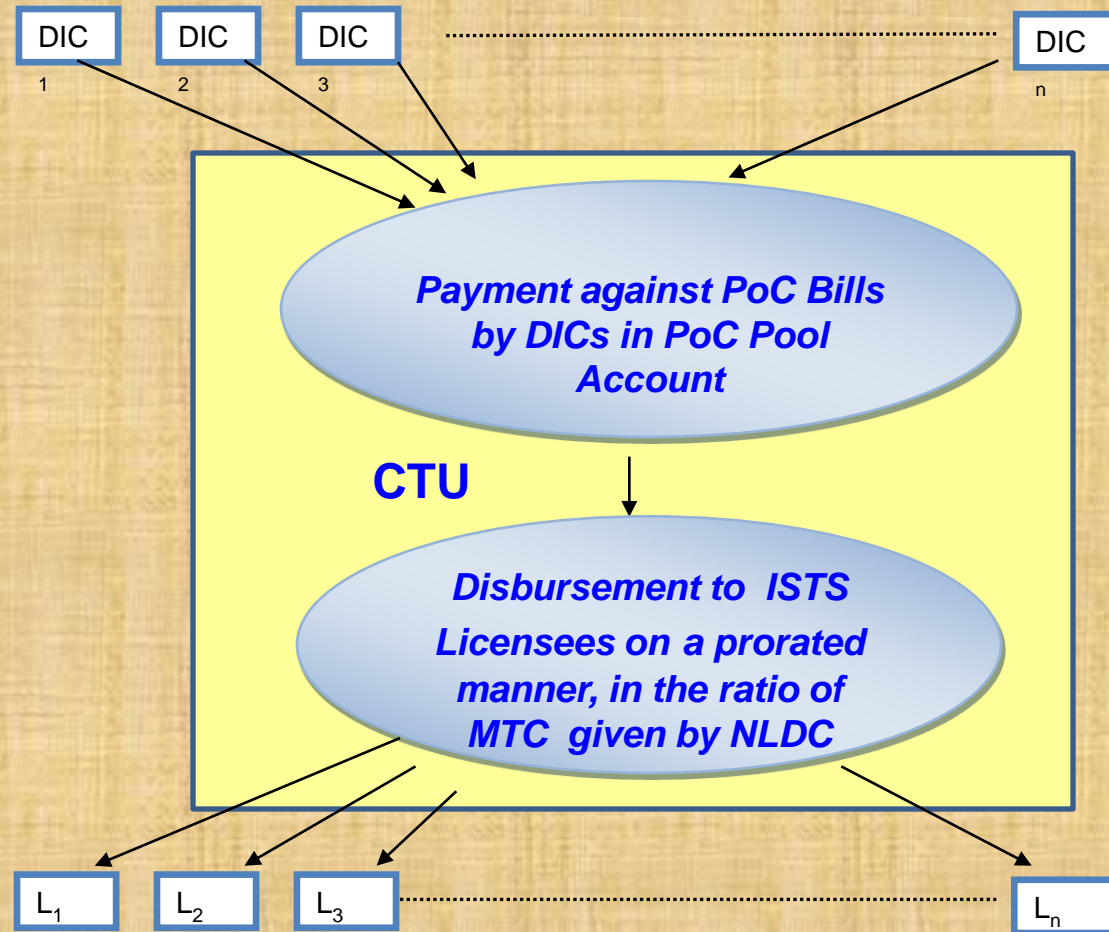 DIC DIC DIC DIC
1 2 3 n
Payment against PoC Bills
by DICs in PoC Pool
Account
CTU
Disbursement to ISTS
Licensees on a prorated
manner, in the ratio of
MTC given by NLDC
L1 L2 L3 Ln